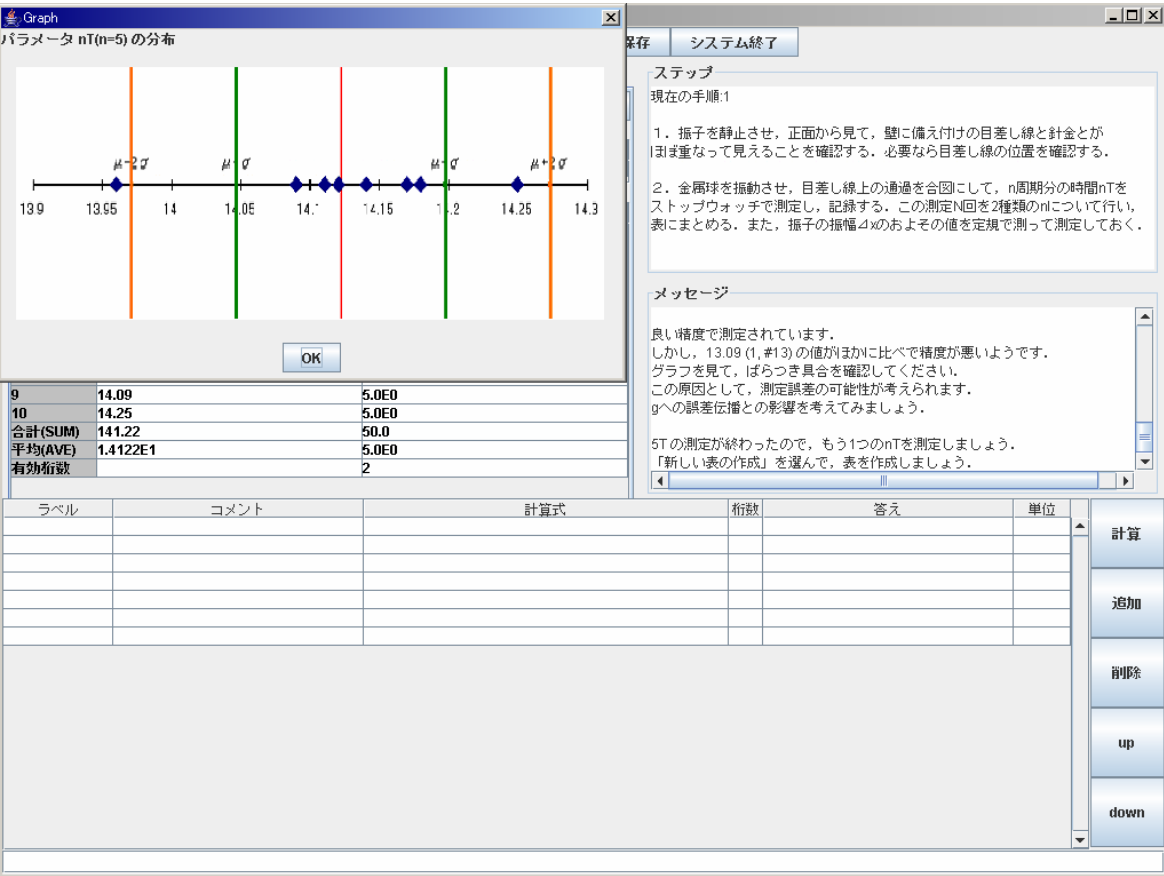 Graph
パラメータ nT(n=5) の分布
μ-2σ
μ-σ
μ-σ
μ+2σ
13.9
13.95
14
14.05
14.1
14.15
14.2
14.25
14.3
OK
保存
システム終了
ステップ
現在の手順:1
1．振子を静止させ，正面から見て，壁に備え付けの目差し線と針金とが
ほぼ重なって見えることを確認する．必要なら目差し線の位置を確認する．
2．金属球を振動させ，目差し線上の通過を合図にして，n周期分の時間nTを
ストップウォッチで測定し，記録する．この測定N回を2種類のnについて行い，
表にまとめる．また，振子の振幅⊿xのおよその値を定規で測って測定しておく．
メッセージ
良い精度で測定されています．
しかし，13.09 (1, #13) の値がほかに比べで精度が悪いようです．
グラフを見て，ばらつき具合を確認してください．
この原因として，測定誤差の可能性が考えられます．
gへの誤差伝播との影響を考えてみましょう．
5Tの測定が終わったので，もう1つのnTを測定しましょう．
「新しい表の作成」を選んで，表を作成しましょう．
9 14.09 5.0E0
10 14.25 5.0E0
合計(SUM) 141.22 50.0
平均(AVE) 1.4122E1 5.0E0
有効桁数 2
ラベル コメント 計算式 桁数 答え 単位
計算
追加
削除
up
down